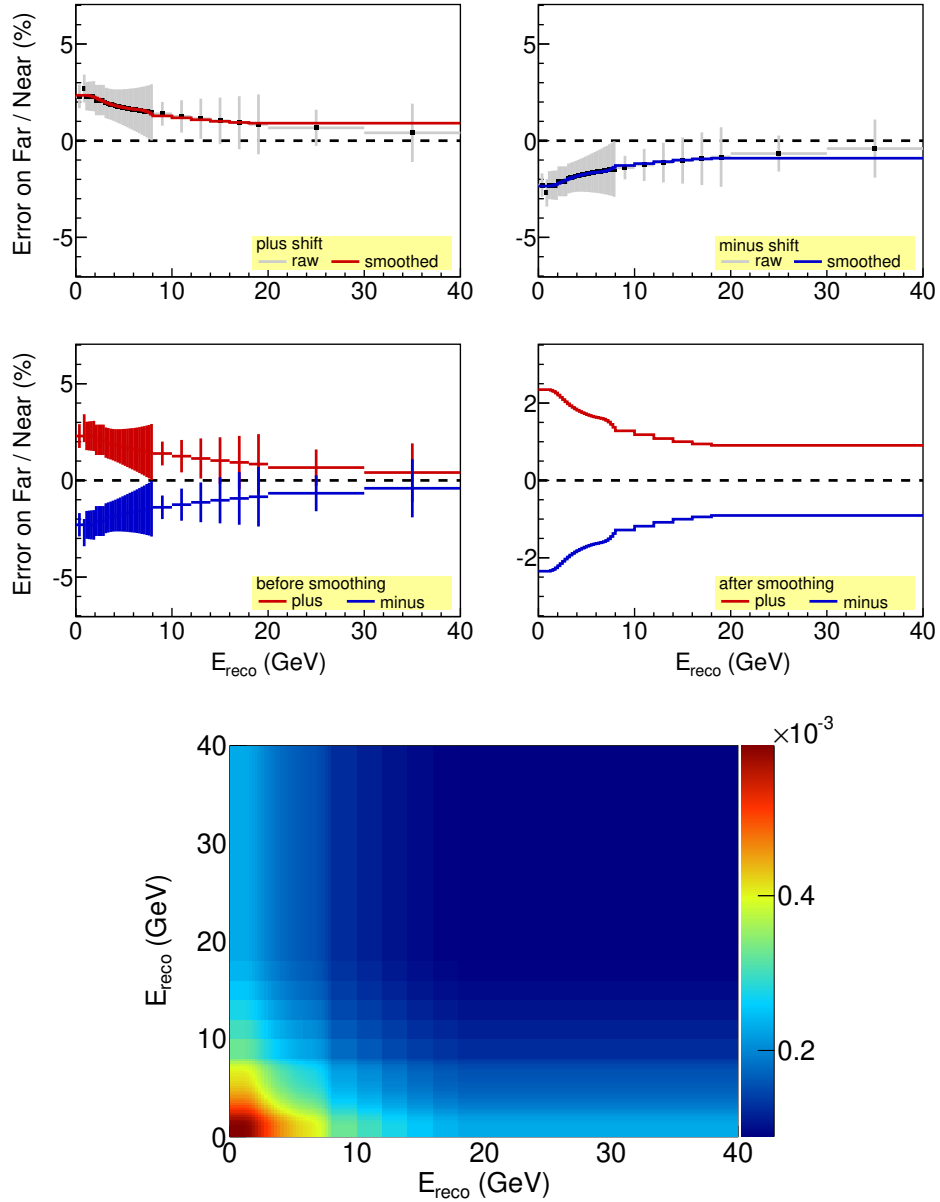 Error on Far / Near (%)
5
0
-5
plus shift
raw smoothed
0 10 20 30 40
5
0
-5
minus shift
raw smoothed
0 10 20 30 40
Error on Far / Near (%)
5
0
-5
before smoothing
plus minus
0 10 20 30 40
E_reco (GeV)
2
0
-2
after smoothing
plus minus
0 10 20 30 40
E_reco (GeV)
×10^-3
E_reco (GeV)
40
30
20
10
0
0 10 20 30 40
E_reco (GeV)
0.4
0.2